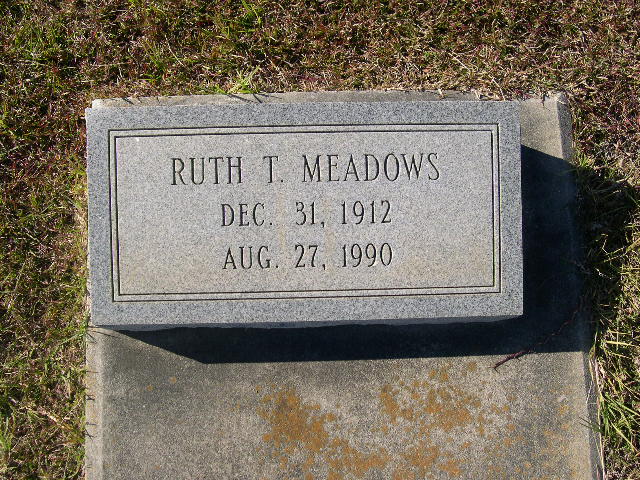 RUTH T. MEADOWS
DEC. 31, 1912
AUG. 27, 1990